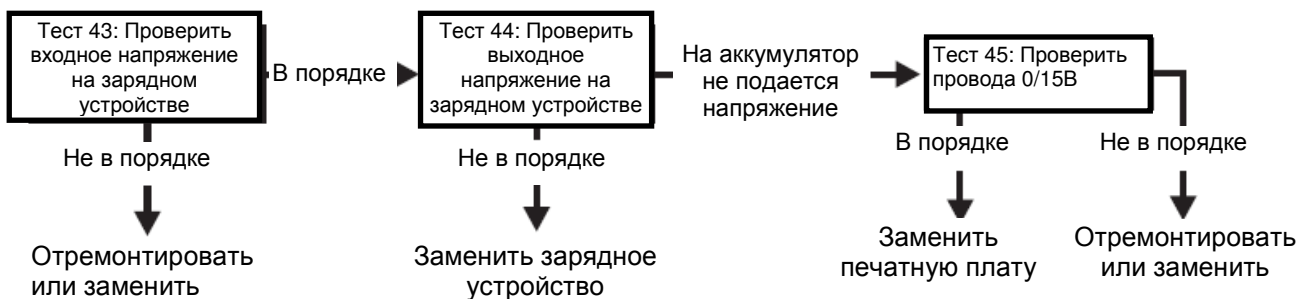 Тест 43: Проверить
входное напряжение
на зарядном
устройстве
В порядке
Не в порядке
Отремонтировать
или заменить
Тест 44: Проверить
выходное
напряжение на
зарядном устройстве
Не в порядке
Заменить зарядное
устройство
На аккумулятор
не подается
напряжение
Тест 45: Проверить
провода 0/15В
В порядке
Заменить
печатную плату
Не в порядке
Отремонтировать
или заменить